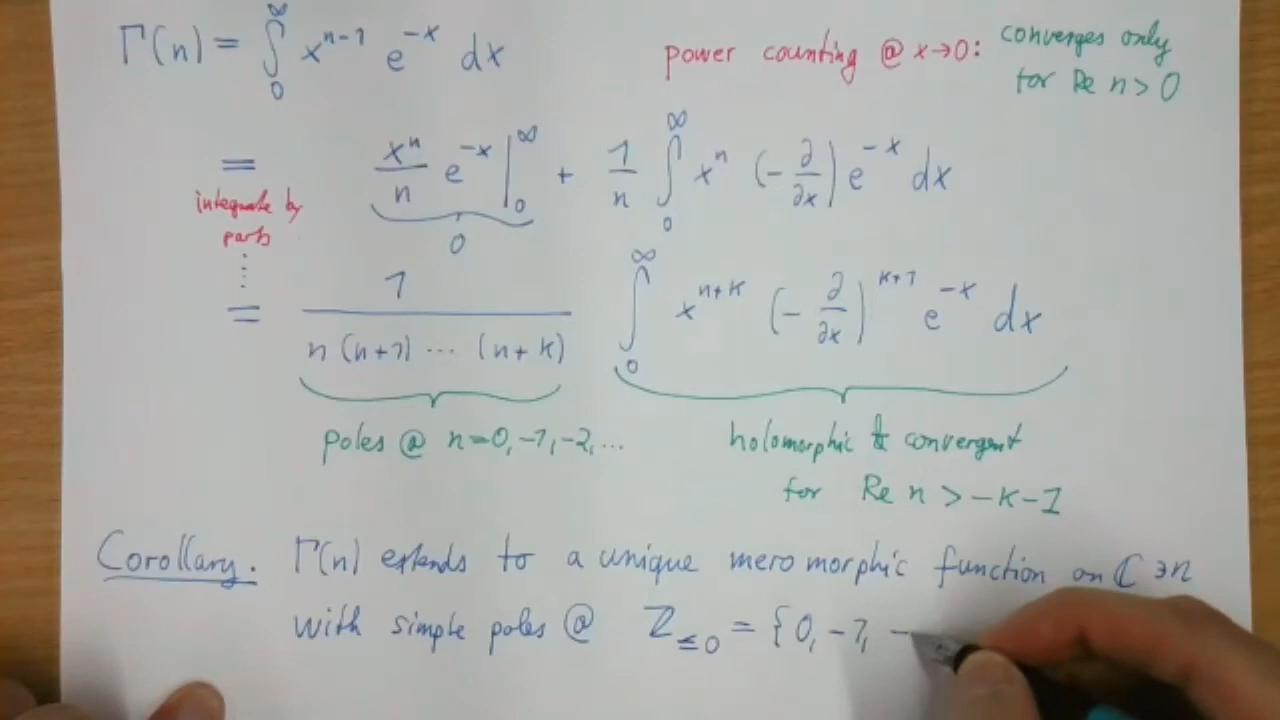 Γ(n) = ∫₀^∞ x^{n-1} e^{-x} dx
power counting @ x→0: converges only
for Re n > 0
= x^n/n e^{-x} |₀^∞ + 1/n ∫₀^∞ x^n (-∂/∂x) e^{-x} dx
integrate by
parts
0
⋮
= 1/(n (n+1) ⋯ (n+k)) ∫₀^∞ x^{n+k} (-∂/∂x)^{k+1} e^{-x} dx
poles @ n=0, -1, -2, ...
holomorphic & convergent
for Re n > -k-1
Corollary. Γ(n) extends to a unique meromorphic function on ℂ ∋ n
with simple poles @ ℤ_{≤0} = {0, -1, -